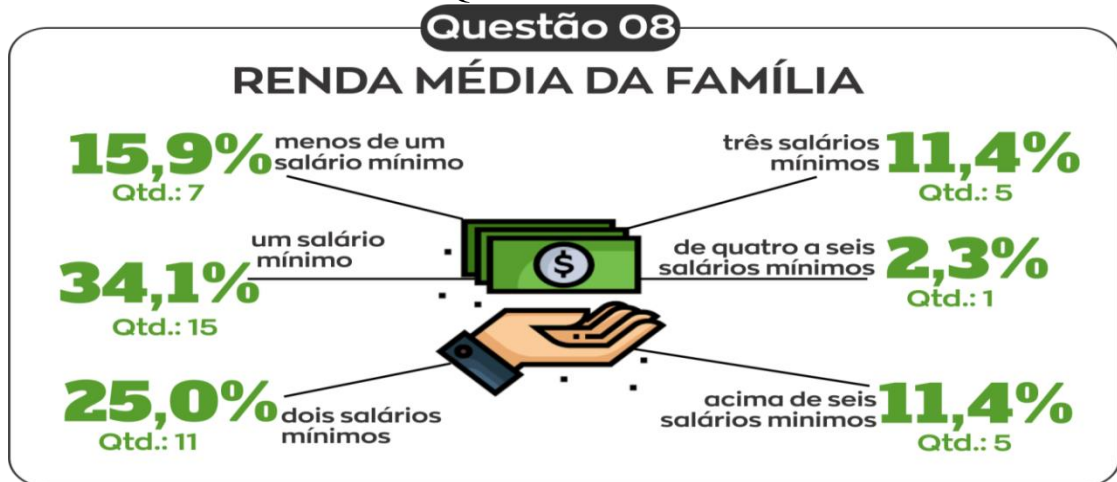 Questão 08
RENDA MÉDIA DA FAMÍLIA
15,9%
menos de um
salário mínimo
Qtd.: 7
34,1%
um salário
mínimo
Qtd.: 15
25,0%
dois salários
mínimos
Qtd.: 11
três salários
mínimos
11,4%
Qtd.: 5
de quatro a seis
salários mínimos
2,3%
Qtd.: 1
acima de seis
salários minimos
11,4%
Qtd.: 5
$